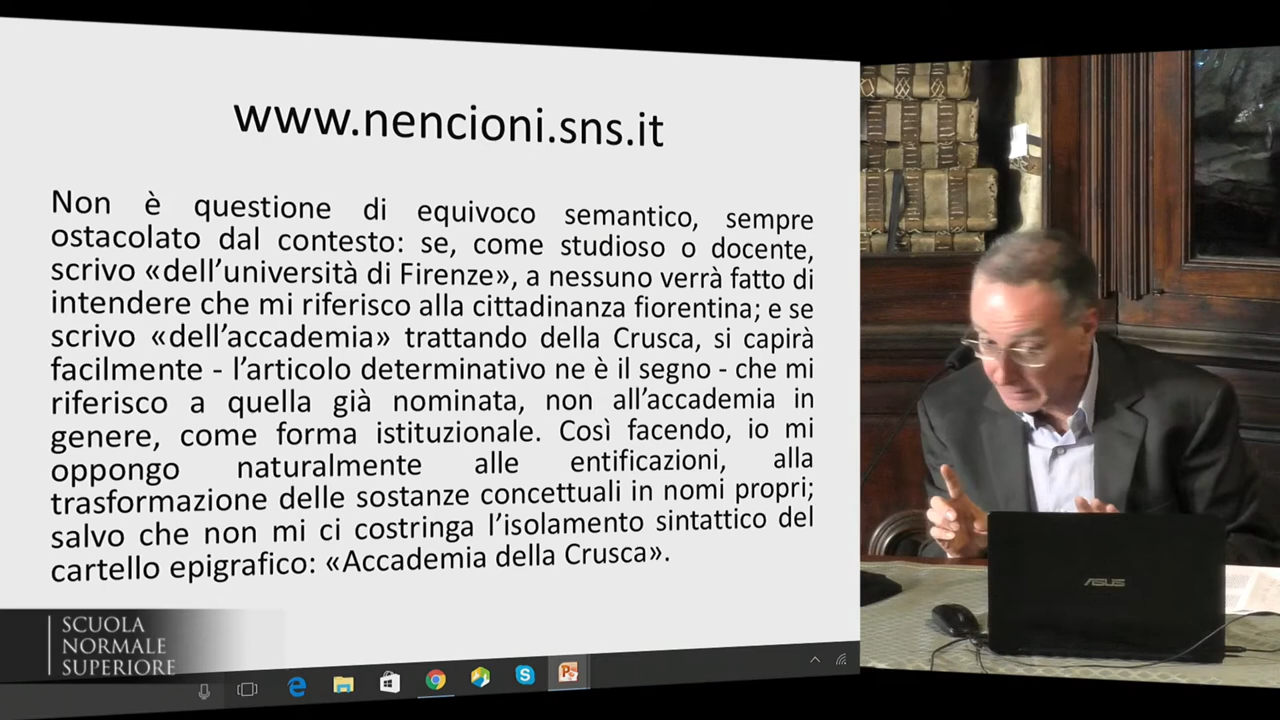 www.nencioni.sns.it
Non è questione di equivoco semantico, sempre
ostacolato dal contesto: se, come studioso o docente,
scrivo «dell’università di Firenze», a nessuno verrà fatto di
intendere che mi riferisco alla cittadinanza fiorentina; e se
scrivo «dell’accademia» trattando della Crusca, si capirà
facilmente - l’articolo determinativo ne è il segno - che mi
riferisco a quella già nominata, non all’accademia in
genere, come forma istituzionale. Così facendo, io mi
oppongo naturalmente alle entificazioni, alla
trasformazione delle sostanze concettuali in nomi propri;
salvo che non mi ci costringa l’isolamento sintattico del
cartello epigrafico: «Accademia della Crusca».
SCUOLA
NORMALE
SUPERIORE
ASUS